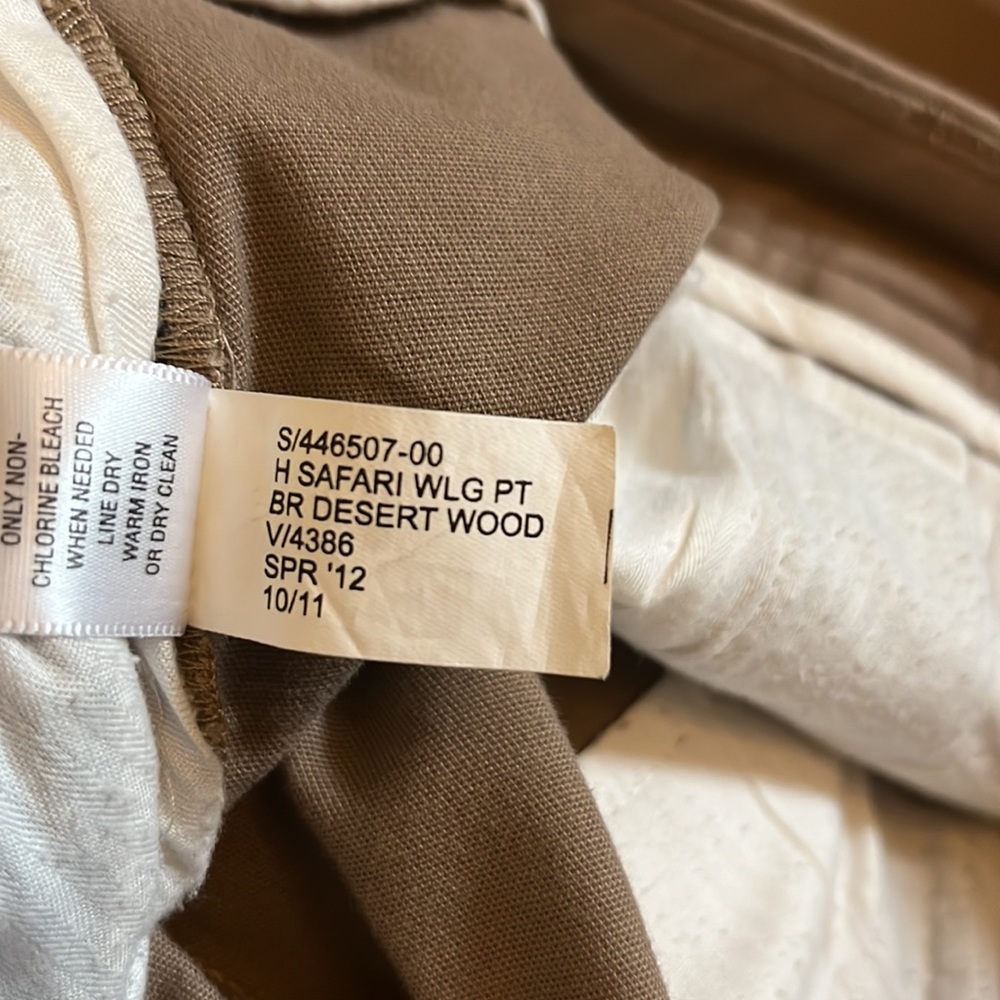 ONLY NON-
CHLORINE BLEACH
WHEN NEEDED
LINE DRY
WARM IRON
OR DRY CLEAN
S/446507-00
H SAFARI WLG PT
BR DESERT WOOD
V/4386
SPR '12
10/11